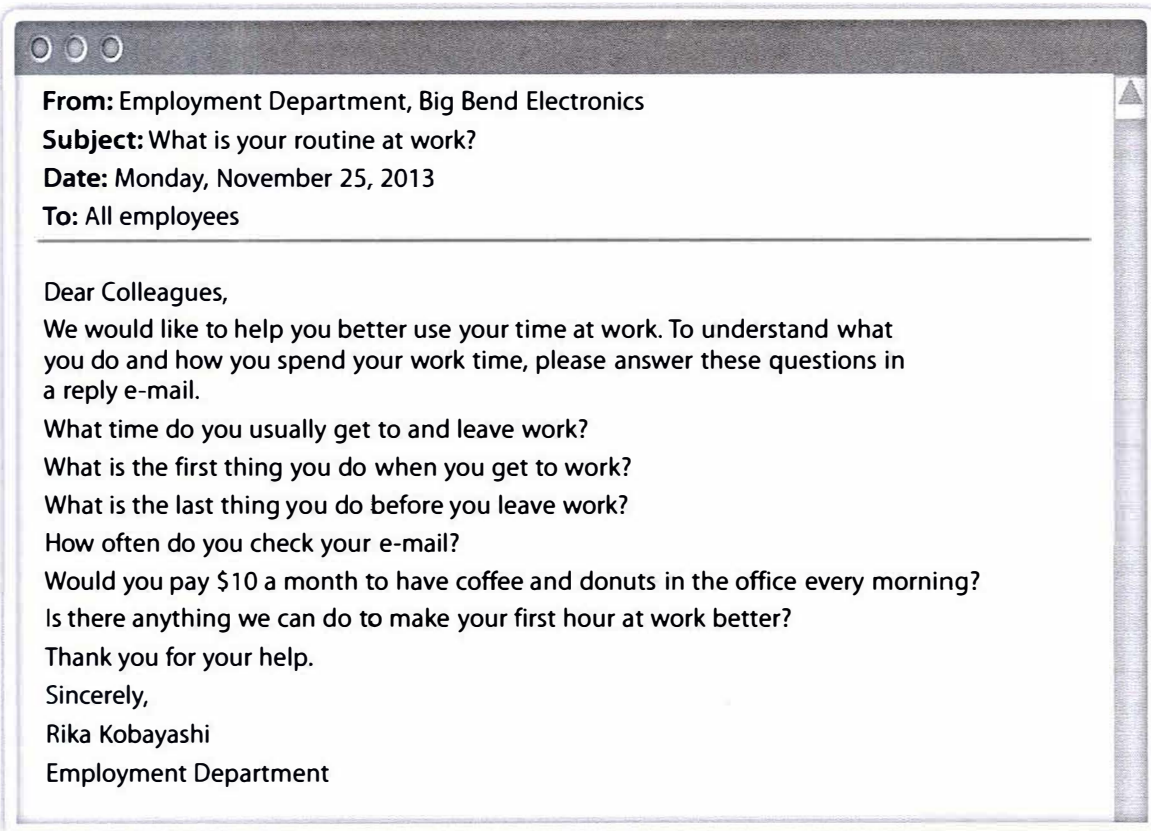 From: Employment Department, Big Bend Electronics
Subject: What is your routine at work?
Date: Monday, November 25, 2013
To: All employees
Dear Colleagues,
We would like to help you better use your time at work. To understand what
you do and how you spend your work time, please answer these questions in
a reply e-mail.
What time do you usually get to and leave work?
What is the first thing you do when you get to work?
What is the last thing you do before you leave work?
How often do you check your e-mail?
Would you pay $10 a month to have coffee and donuts in the office every morning?
Is there anything we can do to make your first hour at work better?
Thank you for your help.
Sincerely,
Rika Kobayashi
Employment Department